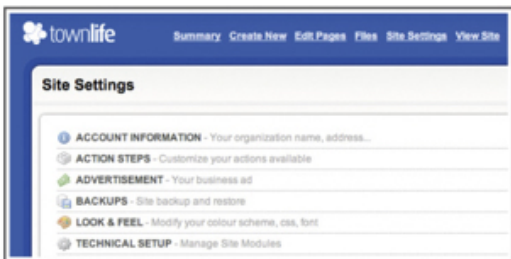 townlife
Summary Create New Edit Pages Files Site Settings View Site
Site Settings
ACCOUNT INFORMATION - Your organization name, address...
ACTION STEPS - Customize your actions available
ADVERTISEMENT - Your business ad
BACKUPS - Site backup and restore
LOOK & FEEL - Modify your colour scheme, css, font
TECHNICAL SETUP - Manage Site Modules